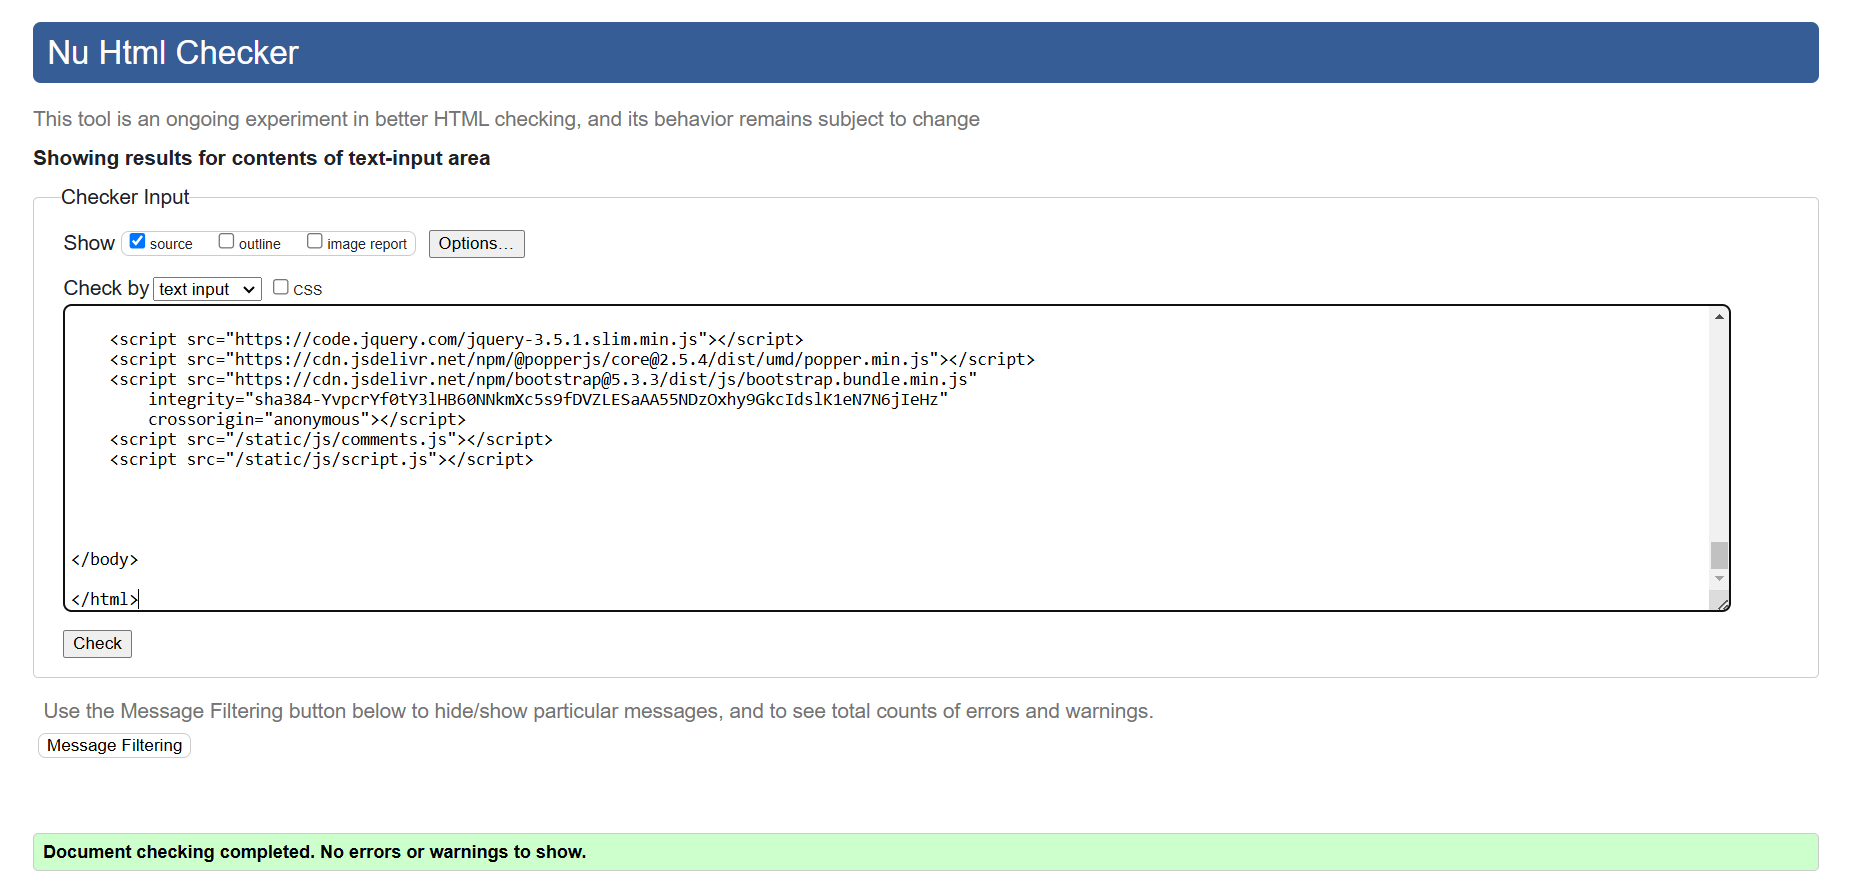 Nu Html Checker
This tool is an ongoing experiment in better HTML checking, and its behavior remains subject to change
Showing results for contents of text-input area
Checker Input
Show source outline image report Options...
Check by text input CSS
<script src="https://code.jquery.com/jquery-3.5.1.slim.min.js"></script>
<script src="https://cdn.jsdelivr.net/npm/@popperjs/core@2.5.4/dist/umd/popper.min.js"></script>
<script src="https://cdn.jsdelivr.net/npm/bootstrap@5.3.3/dist/js/bootstrap.bundle.min.js"
integrity="sha384-YvpcrYf0tY3lHB60NNkmXc5s9fDVZLESaAA55NDzOxhy9GkcIdslK1eN7N6jIeHz"
crossorigin="anonymous"></script>
<script src="/static/js/comments.js"></script>
<script src="/static/js/script.js"></script>
</body>
</html>
Check
Use the Message Filtering button below to hide/show particular messages, and to see total counts of errors and warnings.
Message Filtering
Document checking completed. No errors or warnings to show.